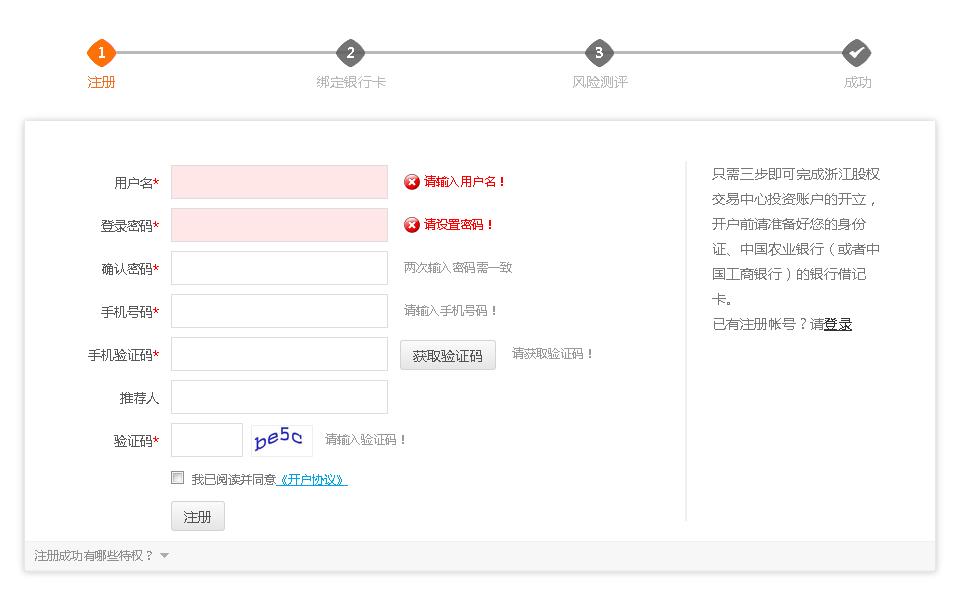 1
2
3
注册
绑定银行卡
风险测评
成功
用户名*
请输入用户名！
登录密码*
请设置密码！
确认密码*
两次输入密码需一致
手机号码*
请输入手机号码！
手机验证码*
获取验证码
请获取验证码！
推荐人
验证码*
be5c
请输入验证码！
我已阅读并同意《开户协议》
注册
只需三步即可完成浙江股权
交易中心投资账户的开立，
开户前请准备好您的身份
证、中国农业银行（或者中
国工商银行）的银行借记
卡。
已有注册帐号？请登录
注册成功有哪些特权？